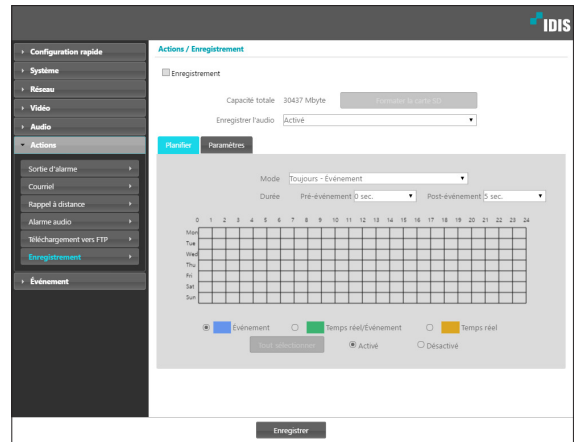 IDIS
Configuration rapide
Système
Réseau
Vidéo
Audio
Actions
Sortie d'alarme
Courriel
Rappel à distance
Alarme audio
Téléchargement vers FTP
Enregistrement
Événement
Actions / Enregistrement
Enregistrement
Capacité totale 30437 Mbyte Formater la carte SD
Enregistrer l'audio Activé
Planifier Paramètres
Mode Toujours - Événement
Durée Pré-événement 0 sec. Post-événement 5 sec.
0 1 2 3 4 5 6 7 8 9 10 11 12 13 14 15 16 17 18 19 20 21 22 23 24
Mon
Tue
Wed
Thu
Fri
Sat
Sun
Événement Temps réel/Événement Temps réel
Tout sélectionner Activé Désactivé
Enregistrer